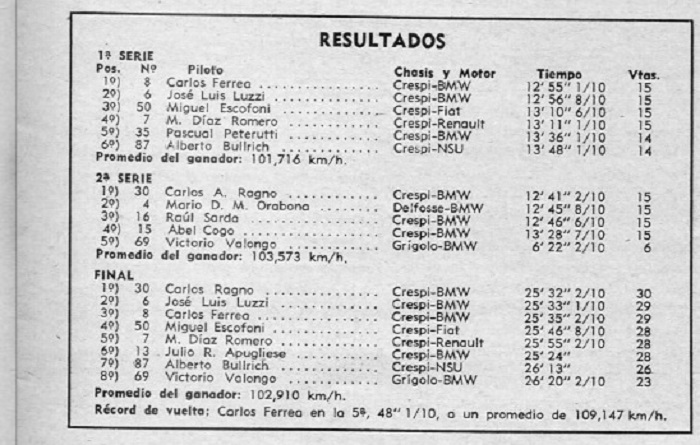 RESULTADOS
1ª SERIE
Pos. Nº Piloto Chasis y Motor Tiempo Vtas.
1º) 8 Carlos Ferrea .............. Crespi-BMW 12' 55" 1/10 15
2º) 6 José Luis Luzzi ............ Crespi-BMW 12' 56" 8/10 15
3º) 50 Miguel Escofoni ............ Crespi-Fiat 13' 10" 6/10 15
4º) 7 M. Díaz Romero ............ Crespi-Renault 13' 11" 1/10 15
5º) 35 Pascual Peterutti ............ Crespi-BMW 13' 36" 1/10 14
6º) 87 Alberto Bullrich ............ Crespi-NSU 13' 48" 1/10 14
Promedio del ganador: 101,716 km/h.
2ª SERIE
1º) 30 Carlos A. Ragno ............ Crespi-BMW 12' 41" 2/10 15
2º) 4 Mario D. M. Orabona ........ Delfosse-BMW 12' 45" 8/10 15
3º) 16 Raúl Sarda ................ Crespi-BMW 12' 46" 6/10 15
4º) 15 Abel Cogo ................ Crespi-BMW 13' 28" 7/10 15
5º) 69 Victorio Valongo ............ Grigolo-BMW 6' 22" 2/10 6
Promedio del ganador: 103,573 km/h.
FINAL
1º) 30 Carlos Ragno .............. Crespi-BMW 25' 32" 2/10 30
2º) 6 José Luis Luzzi ............ Crespi-BMW 25' 33" 1/10 29
3º) 8 Carlos Ferrea .............. Crespi-BMW 25' 35" 2/10 29
4º) 50 Miguel Escofoni ............ Crespi-Fiat 25' 46" 8/10 28
5º) 7 M. Díaz Romero ............ Crespi-Renault 25' 55" 2/10 28
6º) 13 Julio R. Apugliese .......... Crespi-BMW 25' 24" 28
7º) 87 Alberto Bullrich ............ Crespi-NSU 26' 13" 26
8º) 69 Victorio Valongo ............ Grigolo-BMW 26' 20" 2/10 23
Promedio del ganador: 102,910 km/h.
Récord de vuelta: Carlos Ferrea en la 5ª, 48" 1/10, a un promedio de 109,147 km/h.